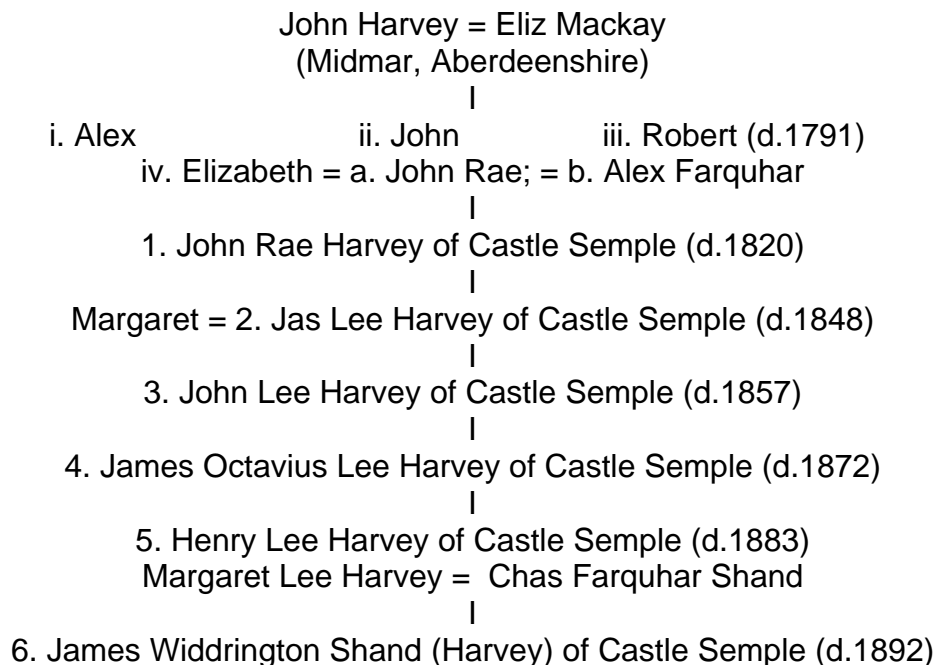 John Harvey = Eliz Mackay
(Midmar, Aberdeenshire)
I
i. Alex ii. John iii. Robert (d.1791)
iv. Elizabeth = a. John Rae; = b. Alex Farquhar
I
1. John Rae Harvey of Castle Semple (d.1820)
I
Margaret = 2. Jas Lee Harvey of Castle Semple (d.1848)
I
3. John Lee Harvey of Castle Semple (d.1857)
I
4. James Octavius Lee Harvey of Castle Semple (d.1872)
I
5. Henry Lee Harvey of Castle Semple (d.1883)
Margaret Lee Harvey = Chas Farquhar Shand
I
6. James Widdrington Shand (Harvey) of Castle Semple (d.1892)